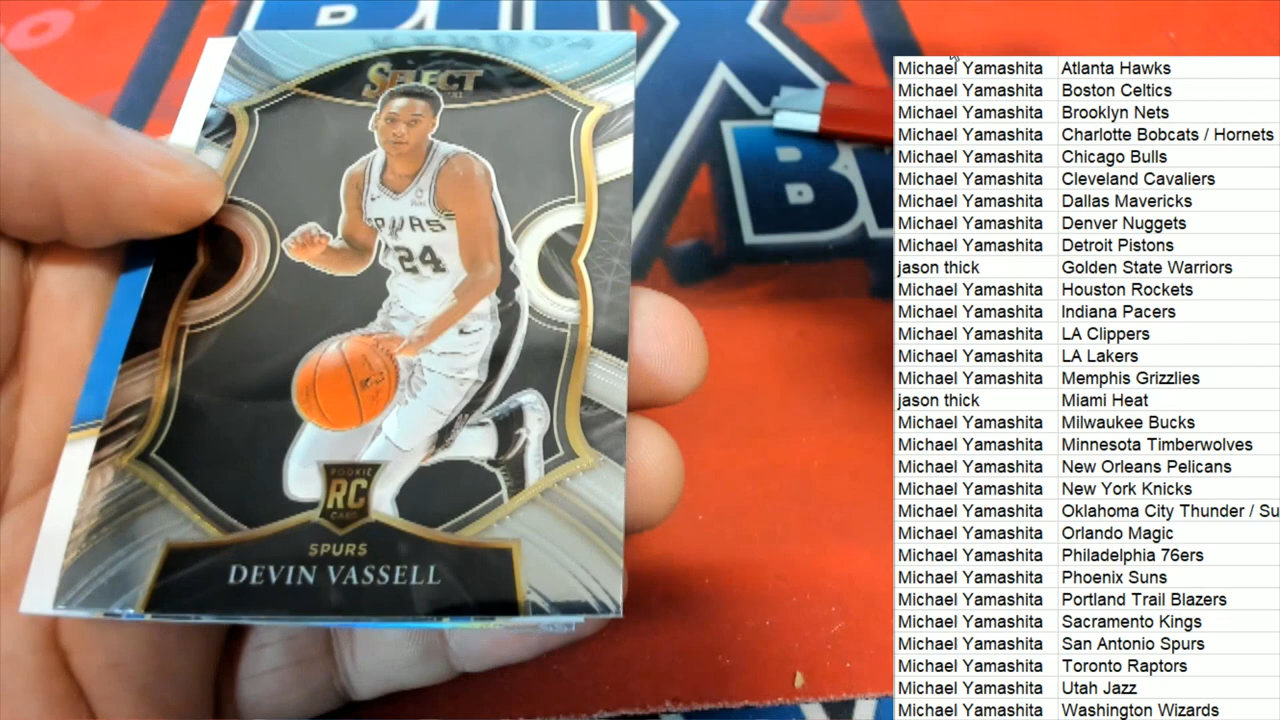 SELECT
SPURS
24
ROOKIE
RC
CARD
SPURS
DEVIN VASSELL
Michael Yamashita Atlanta Hawks
Michael Yamashita Boston Celtics
Michael Yamashita Brooklyn Nets
Michael Yamashita Charlotte Bobcats / Hornets
Michael Yamashita Chicago Bulls
Michael Yamashita Cleveland Cavaliers
Michael Yamashita Dallas Mavericks
Michael Yamashita Denver Nuggets
Michael Yamashita Detroit Pistons
jason thick Golden State Warriors
Michael Yamashita Houston Rockets
Michael Yamashita Indiana Pacers
Michael Yamashita LA Clippers
Michael Yamashita LA Lakers
Michael Yamashita Memphis Grizzlies
jason thick Miami Heat
Michael Yamashita Milwaukee Bucks
Michael Yamashita Minnesota Timberwolves
Michael Yamashita New Orleans Pelicans
Michael Yamashita New York Knicks
Michael Yamashita Oklahoma City Thunder / Su
Michael Yamashita Orlando Magic
Michael Yamashita Philadelphia 76ers
Michael Yamashita Phoenix Suns
Michael Yamashita Portland Trail Blazers
Michael Yamashita Sacramento Kings
Michael Yamashita San Antonio Spurs
Michael Yamashita Toronto Raptors
Michael Yamashita Utah Jazz
Michael Yamashita Washington Wizards